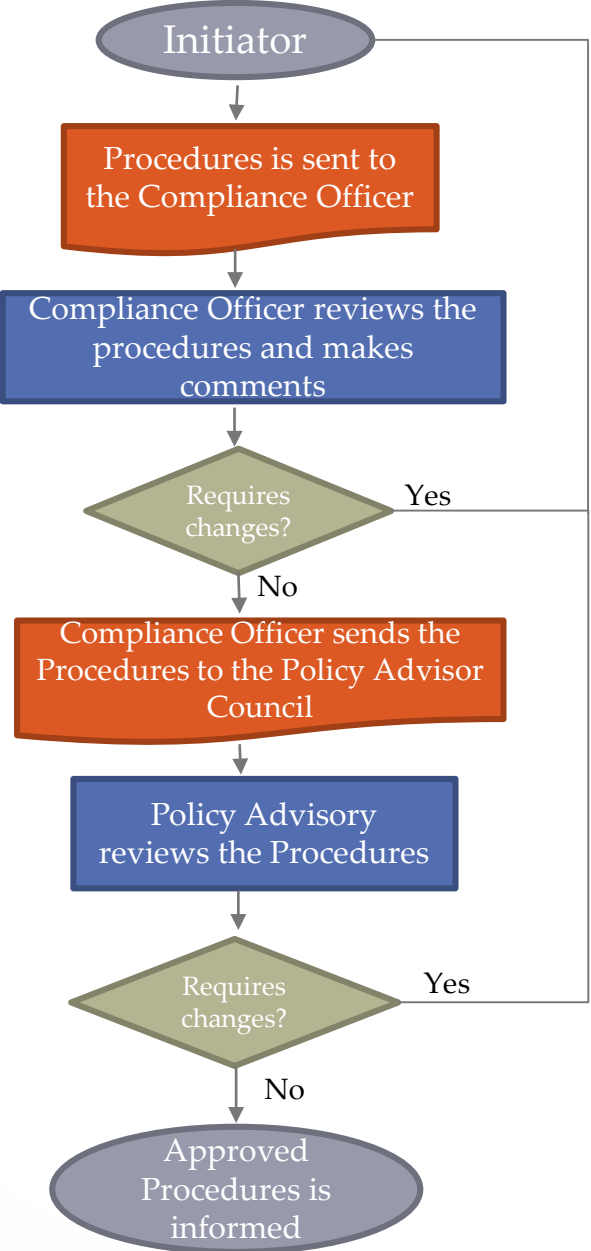 Initiator
Procedures is sent to
the Compliance Officer
Compliance Officer reviews the
procedures and makes
comments
Requires
changes?
Yes
No
Compliance Officer sends the
Procedures to the Policy Advisor
Council
Policy Advisory
reviews the Procedures
Requires
changes?
Yes
No
Approved
Procedures is
informed